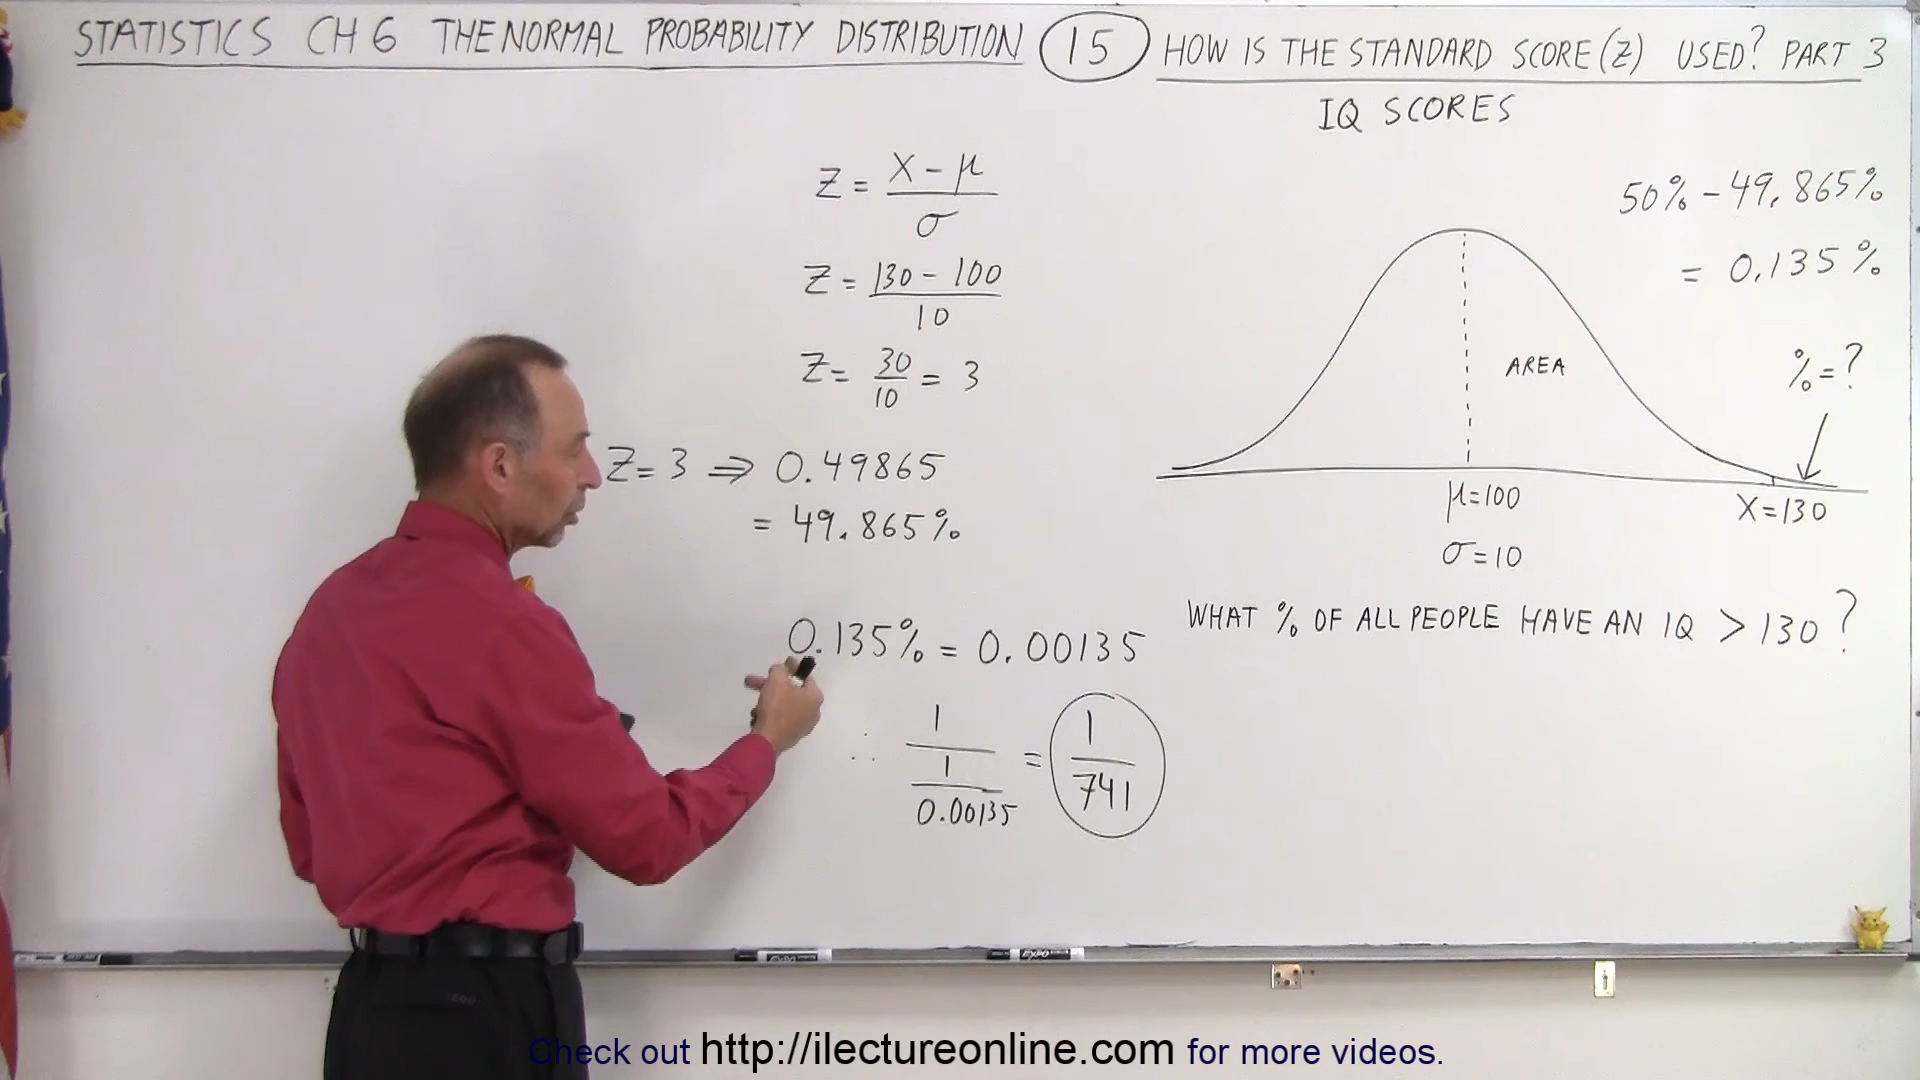 STATISTICS CH 6 THE NORMAL PROBABILITY DISTRIBUTION 15 HOW IS THE STANDARD SCORE (Z) USED? PART 3
IQ SCORES
Z = X - μ / σ
Z = 130 - 100 / 10
Z = 30/10 = 3
Z = 3 ⇒ 0.49865
= 49.865%
0.135% = 0.00135
∴ 1 / (1 / 0.00135) = 1/741
50% - 49.865%
= 0.135%
% = ?
AREA
μ=100
X=130
σ=10
WHAT % OF ALL PEOPLE HAVE AN IQ > 130?
EXPO
EXPO
Check out http://ilectureonline.com for more videos.